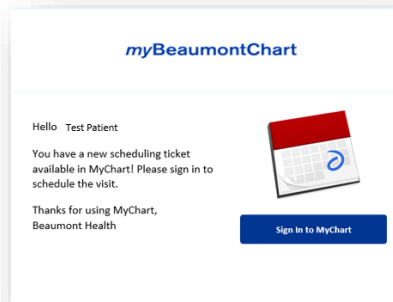 myBeaumontChart
Hello Test Patient
You have a new scheduling ticket
available in MyChart! Please sign in to
schedule the visit.
Thanks for using MyChart,
Beaumont Health
Sign In to MyChart